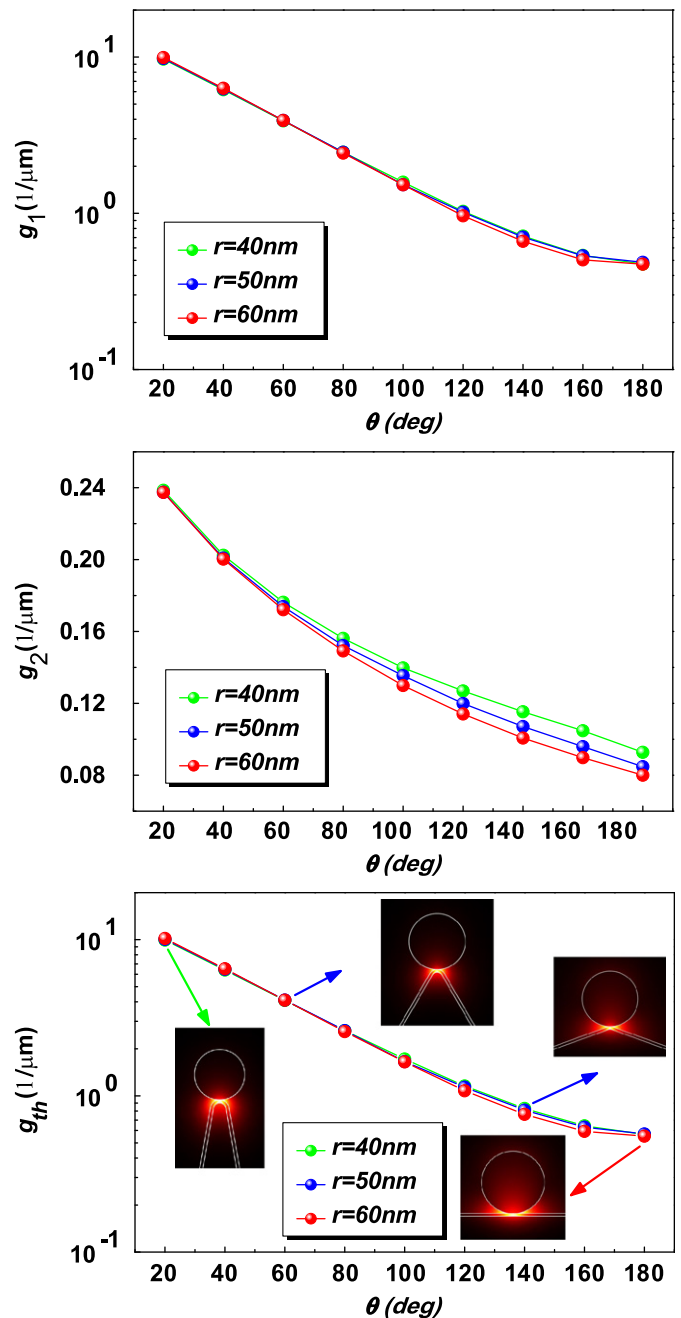 10^1
10^0
10^-1
g_1 (1/μm)
r=40nm
r=50nm
r=60nm
20 40 60 80 100 120 140 160 180
θ (deg)
0.24
0.20
0.16
0.12
0.08
g_2 (1/μm)
r=40nm
r=50nm
r=60nm
20 40 60 80 100 120 140 160 180
θ (deg)
10^1
10^0
10^-1
g_th (1/μm)
r=40nm
r=50nm
r=60nm
20 40 60 80 100 120 140 160 180
θ (deg)